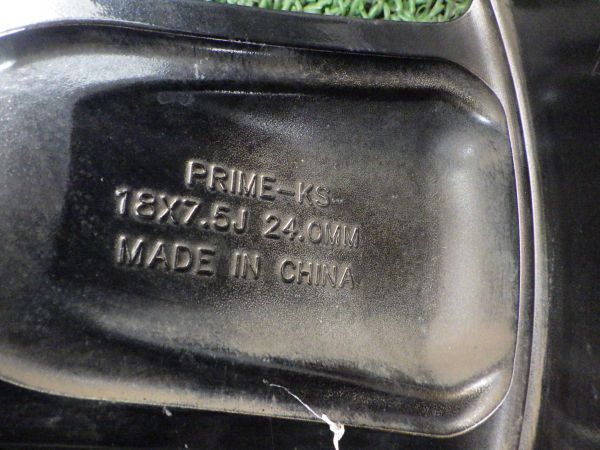 PRIME-KS
18X7.5J 24.0MM
MADE IN CHINA